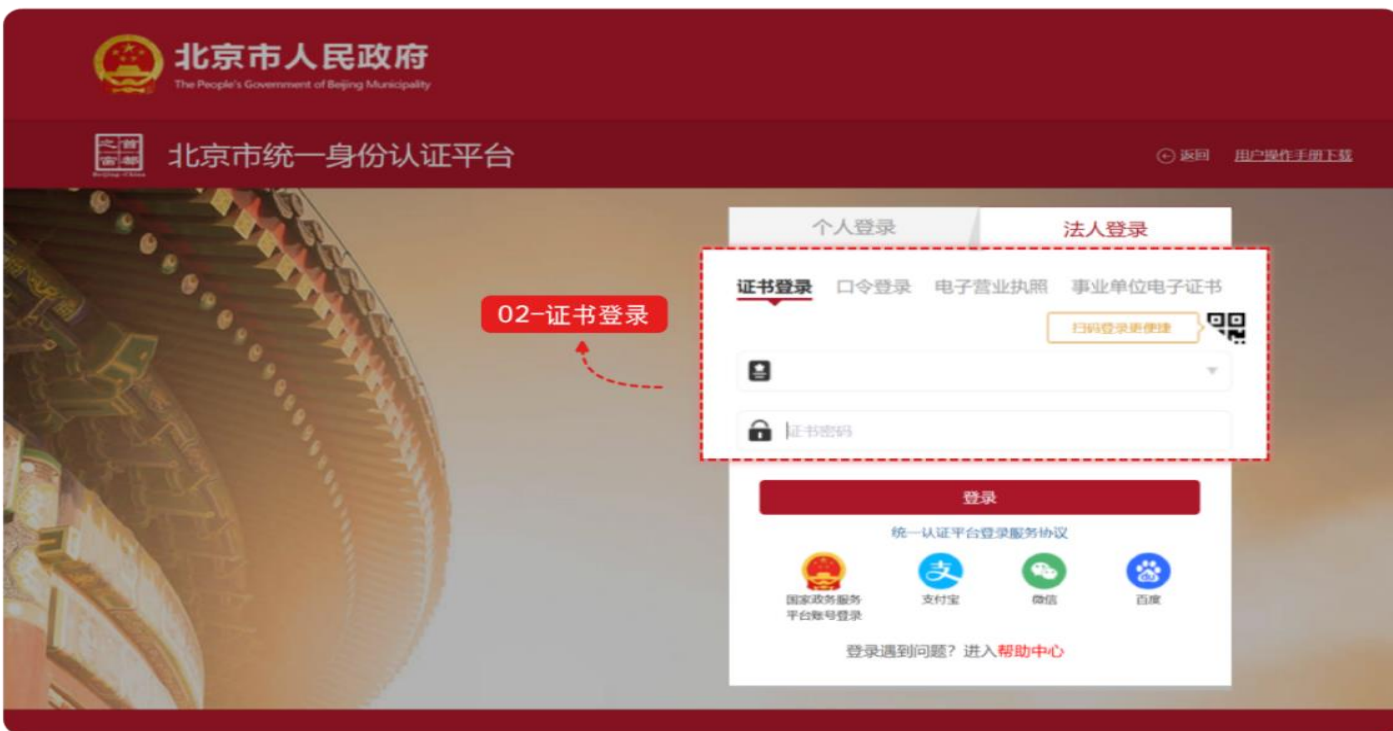 北京市人民政府
The People's Government of Beijing Municipality
首都之窗
Beijing-China
北京市统一身份认证平台
返回 用户操作手册下载
个人登录 法人登录
证书登录 口令登录 电子营业执照 事业单位电子证书
扫码登录更便捷
02-证书登录
证书密码
登录
统一认证平台登录服务协议
国家政务服务
平台账号登录
支付宝
微信
百度
登录遇到问题？进入帮助中心